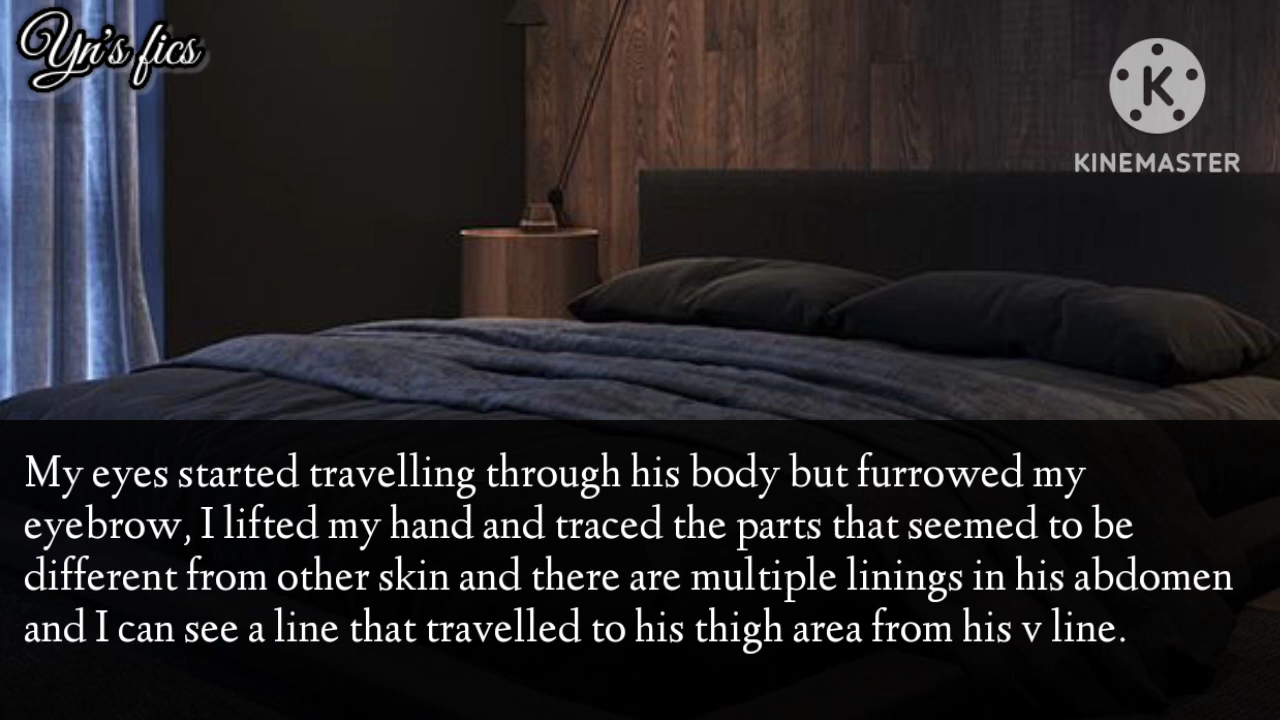 Yn's fics
KINEMASTER
My eyes started travelling through his body but furrowed my
eyebrow, I lifted my hand and traced the parts that seemed to be
different from other skin and there are multiple linings in his abdomen
and I can see a line that travelled to his thigh area from his v line.